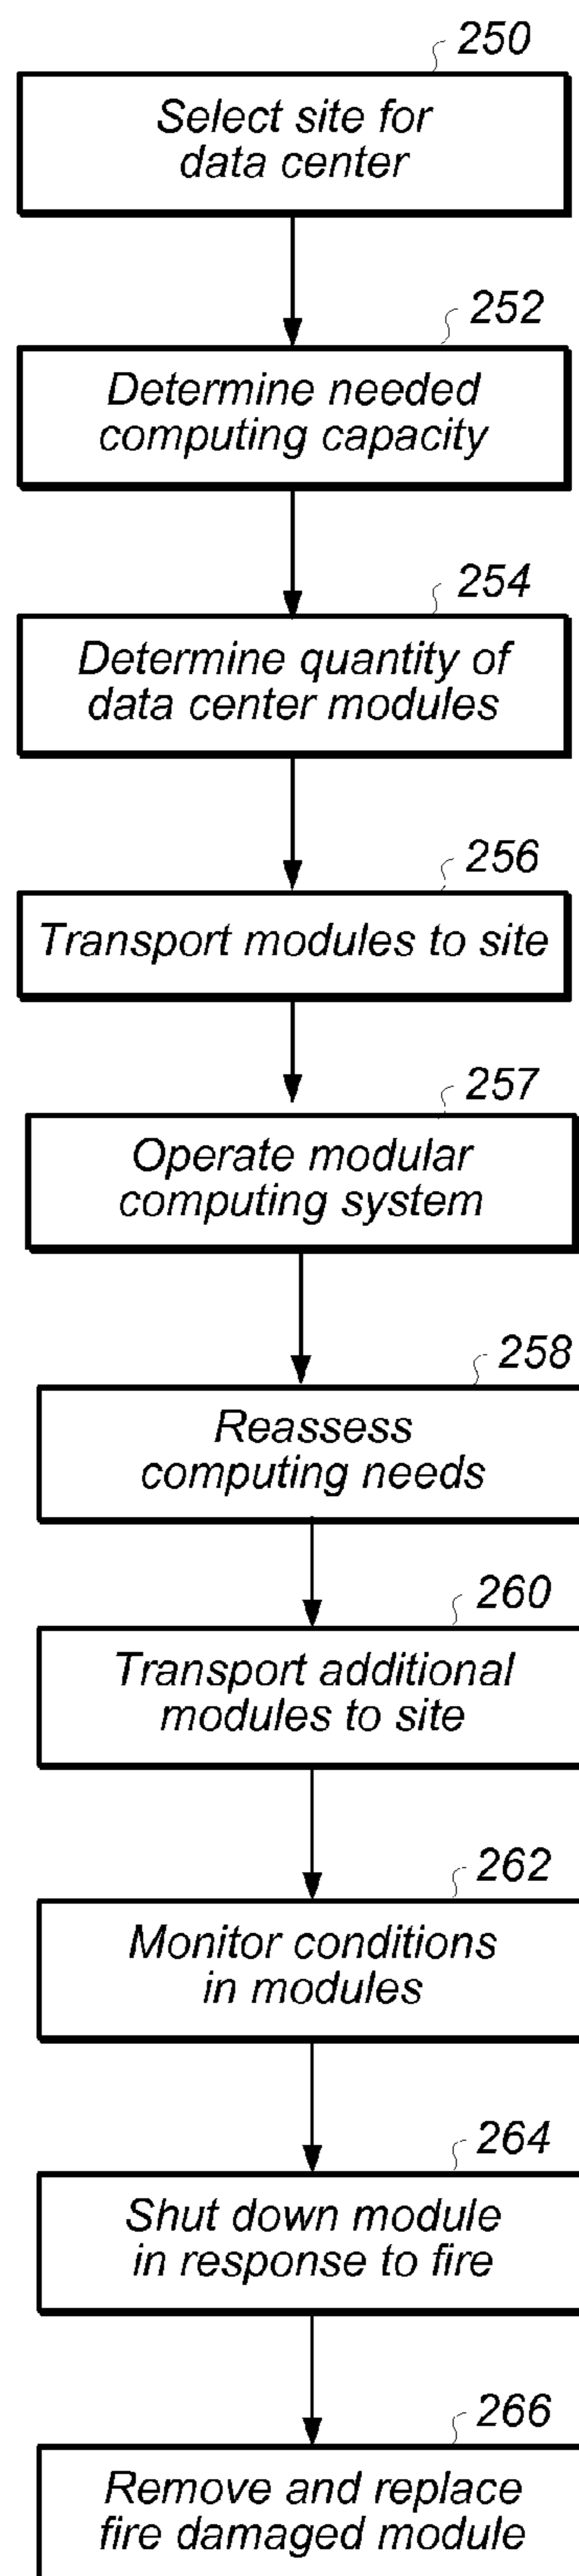 250
Select site for
data center
252
Determine needed
computing capacity
254
Determine quantity of
data center modules
256
Transport modules to site
257
Operate modular
computing system
258
Reassess
computing needs
260
Transport additional
modules to site
262
Monitor conditions
in modules
264
Shut down module
in response to fire
266
Remove and replace
fire damaged module